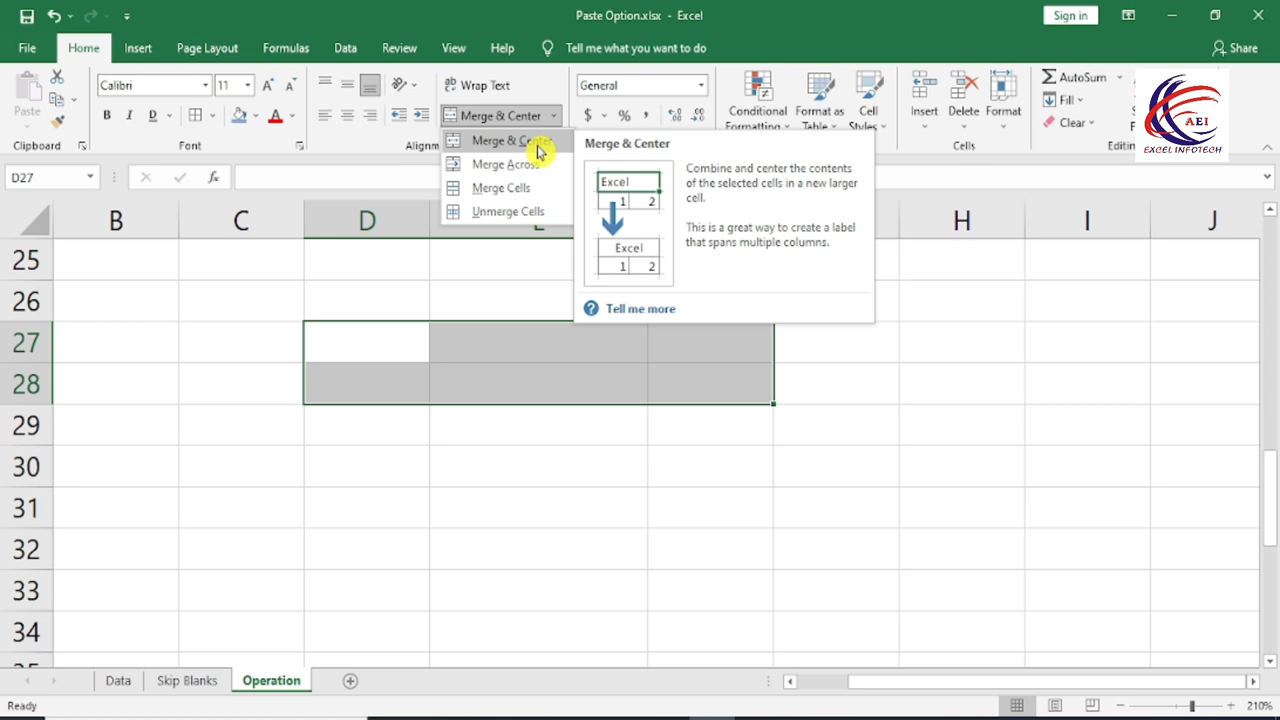 Paste Option.xlsx - Excel
Sign in
File Home Insert Page Layout Formulas Data Review View Help Tell me what you want to do Share
Paste
Calibri 11
B I U A
Wrap Text
Merge & Center
General
$ % ,
Conditional
Formatting
Format as
Table
Cell
Styles
Insert Delete Format
AutoSum
Fill
Clear
AEI
EXCEL INFOTECH
Clipboard Font Alignm Cells Editin
Merge & Center
Merge Across
Merge Cells
Unmerge Cells
Merge & Center
Combine and center the contents
of the selected cells in a new larger
cell.
This is a great way to create a label
that spans multiple columns.
Excel
1 2
Excel
1 2
Tell me more
D27 fx
B C D E H I J
25
26
27
28
29
30
31
32
33
34
Data Skip Blanks Operation
Ready 210%